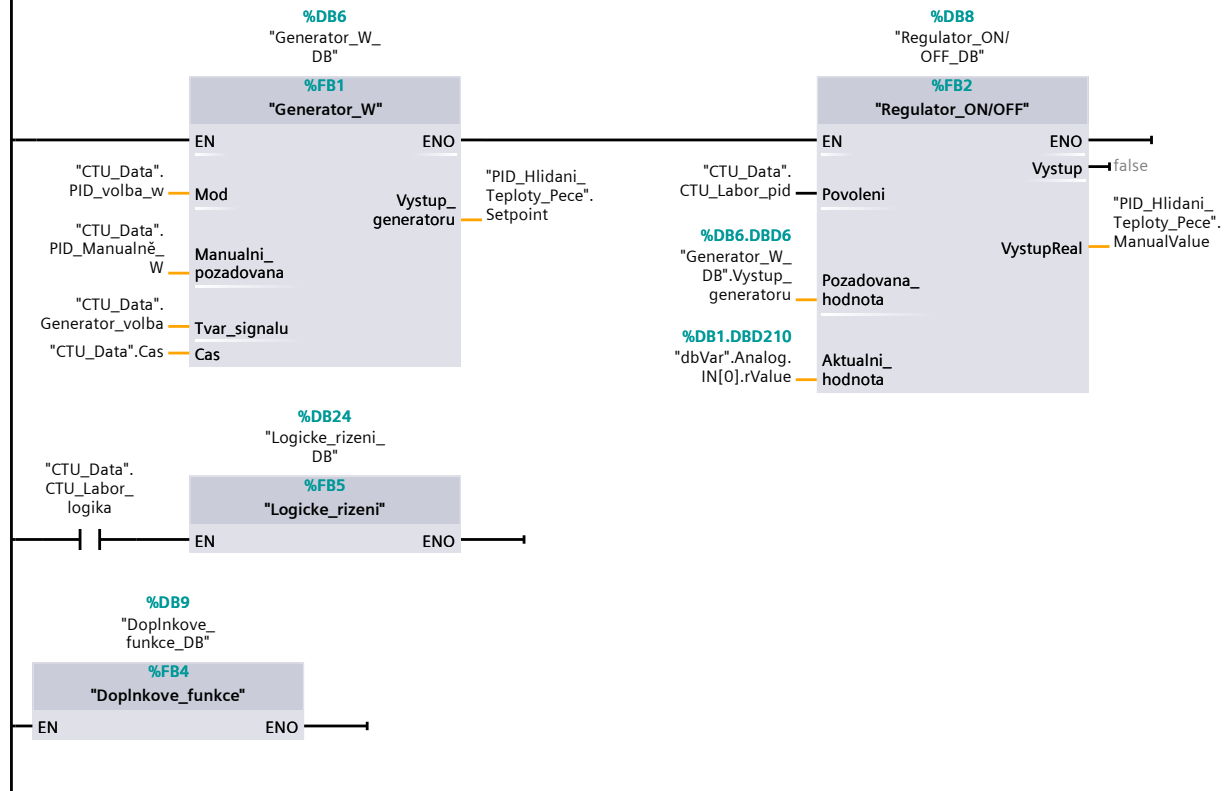 %DB6
"Generator_W_
DB"
%FB1
"Generator_W"
EN
ENO
"CTU_Data".
PID_volba_w
Mod
"CTU_Data".
PID_Manualně_
W
Manualni_
pozadovana
"CTU_Data".
Generator_volba
Tvar_signalu
"CTU_Data".Cas
Cas
Vystup_
generatoru
"PID_Hlidani_
Teploty_Pece".
Setpoint
%DB8
"Regulator_ON/
OFF_DB"
%FB2
"Regulator_ON/OFF"
EN
ENO
Vystup
false
"CTU_Data".
CTU_Labor_pid
Povoleni
%DB6.DBD6
"Generator_W_
DB".Vystup_
generatoru
Pozadovana_
hodnota
%DB1.DBD210
"dbVar".Analog.
IN[0].rValue
Aktualni_
hodnota
VystupReal
"PID_Hlidani_
Teploty_Pece".
ManualValue
%DB24
"Logicke_rizeni_
DB"
"CTU_Data".
CTU_Labor_
logika
%FB5
"Logicke_rizeni"
EN
ENO
%DB9
"Doplnkove_
funkce_DB"
%FB4
"Doplnkove_funkce"
EN
ENO